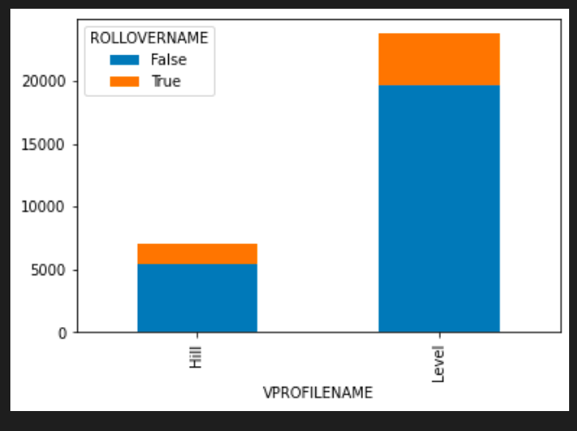 ROLLOVERNAME
False
True
20000
15000
10000
5000
0
Hill
Level
VPROFILENAME